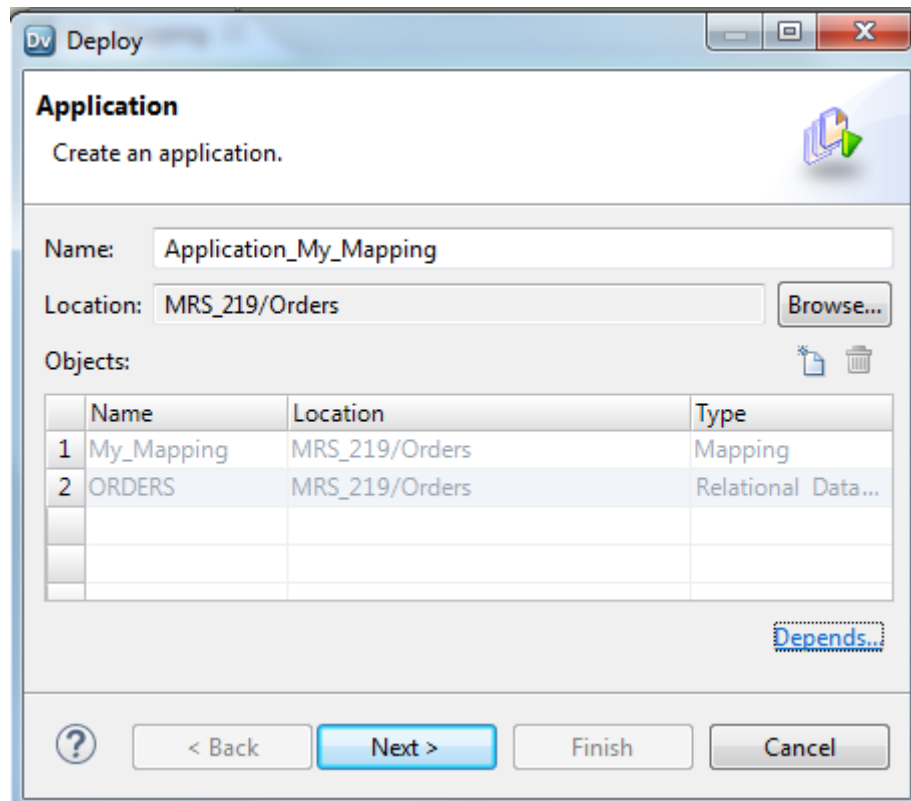 Dv Deploy
Application
Create an application.
Name: Application_My_Mapping
Location: MRS_219/Orders Browse...
Objects:
Name Location Type
1 My_Mapping MRS_219/Orders Mapping
2 ORDERS MRS_219/Orders Relational Data...
Depends...
? < Back Next > Finish Cancel